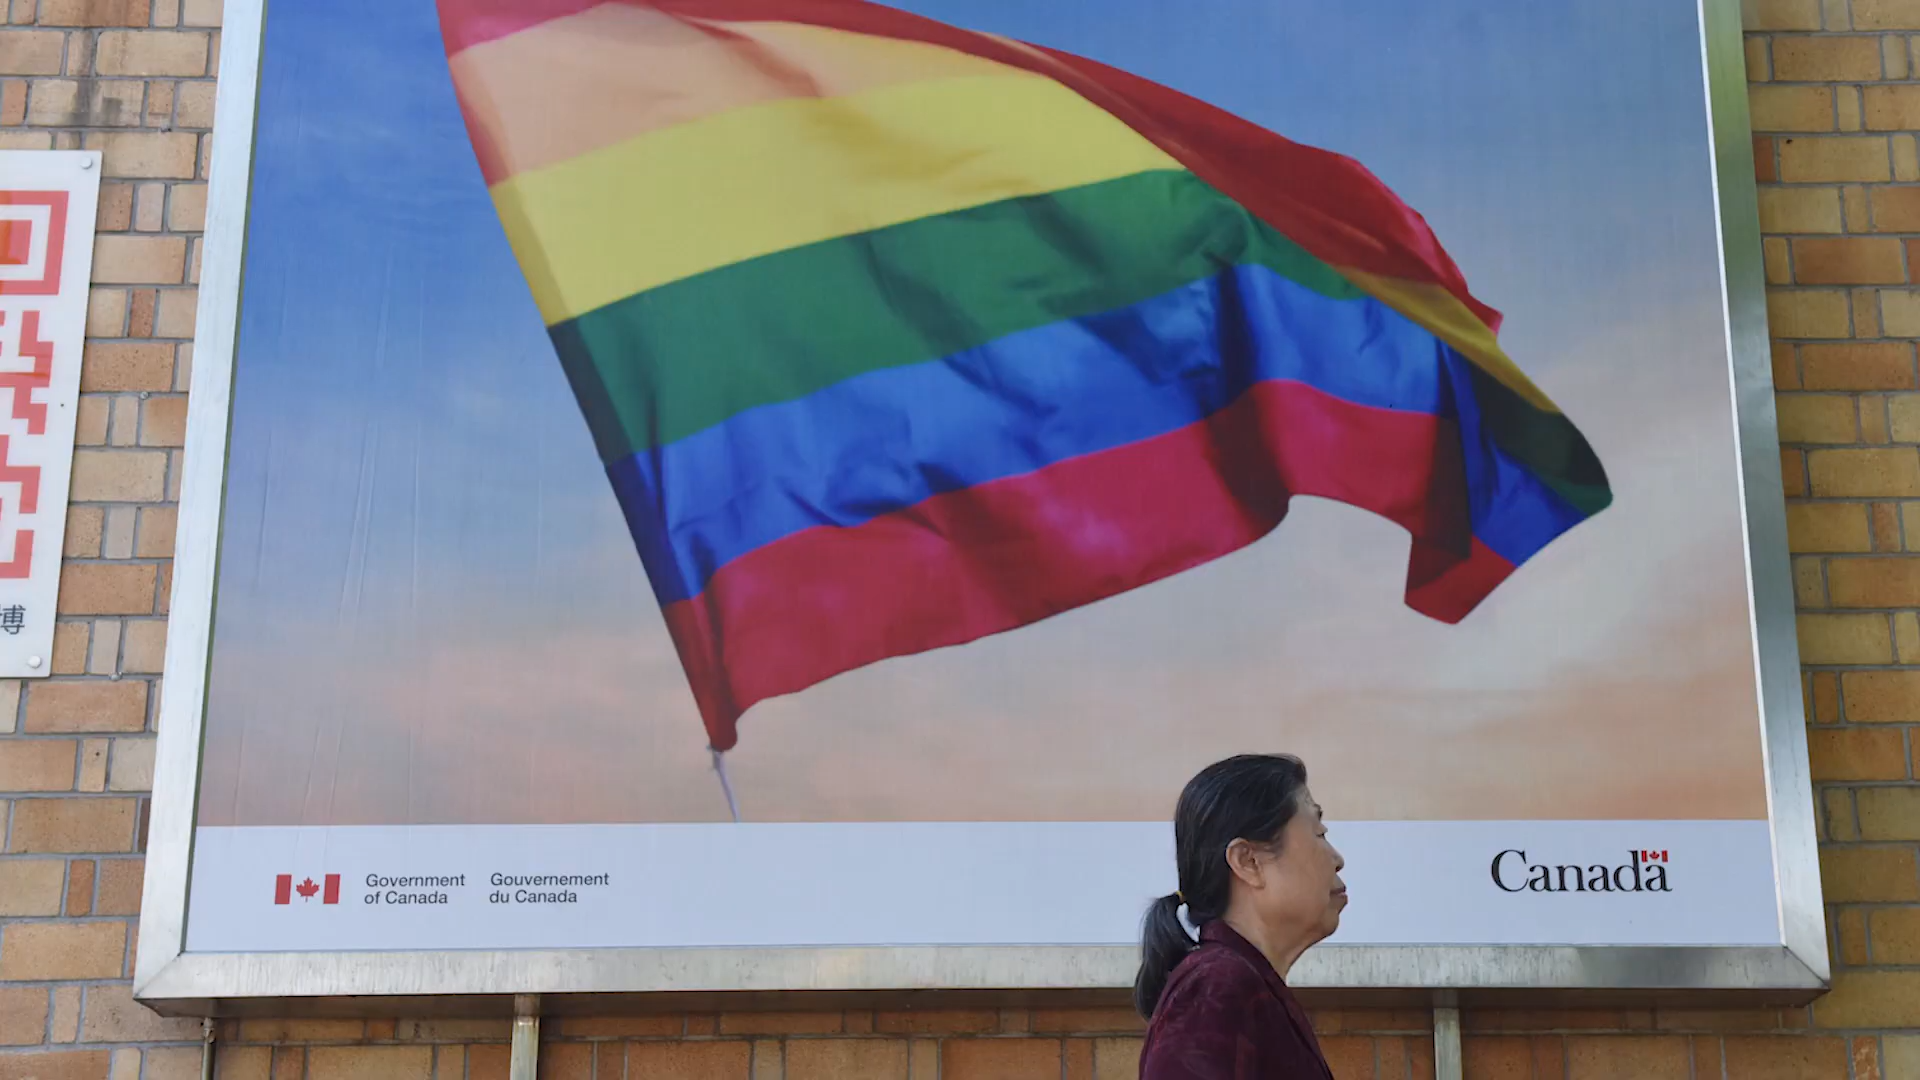 博
Government
of Canada
Gouvernement
du Canada
Canada